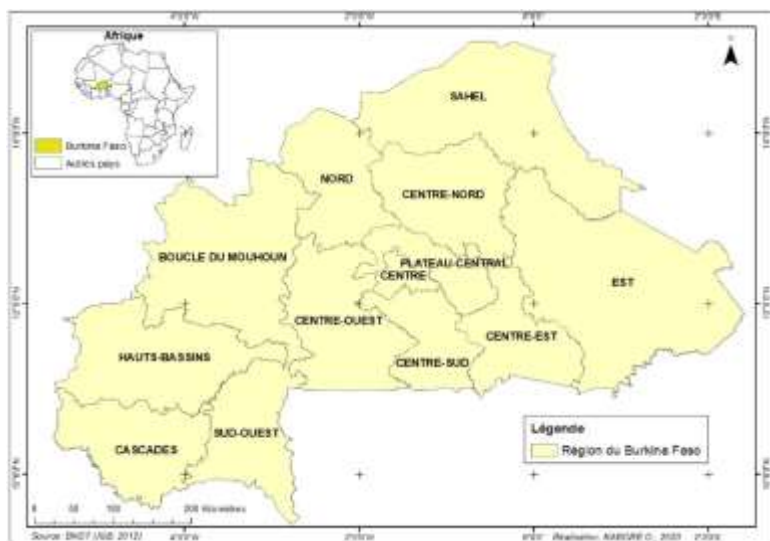 Afrique
Burkina Faso
Autres pays
SAHEL
NORD
CENTRE-NORD
BOUCLE DU MOUHOUN
PLATEAU-CENTRAL
CENTRE
EST
CENTRE-OUEST
CENTRE-EST
HAUTS-BASSINS
CENTRE-SUD
SUD-OUEST
CASCADES
Légende
Région du Burkina Faso
0 50 100 200 Kilomètres
Source: BNDT (IGB, 2012)
Réalisation,